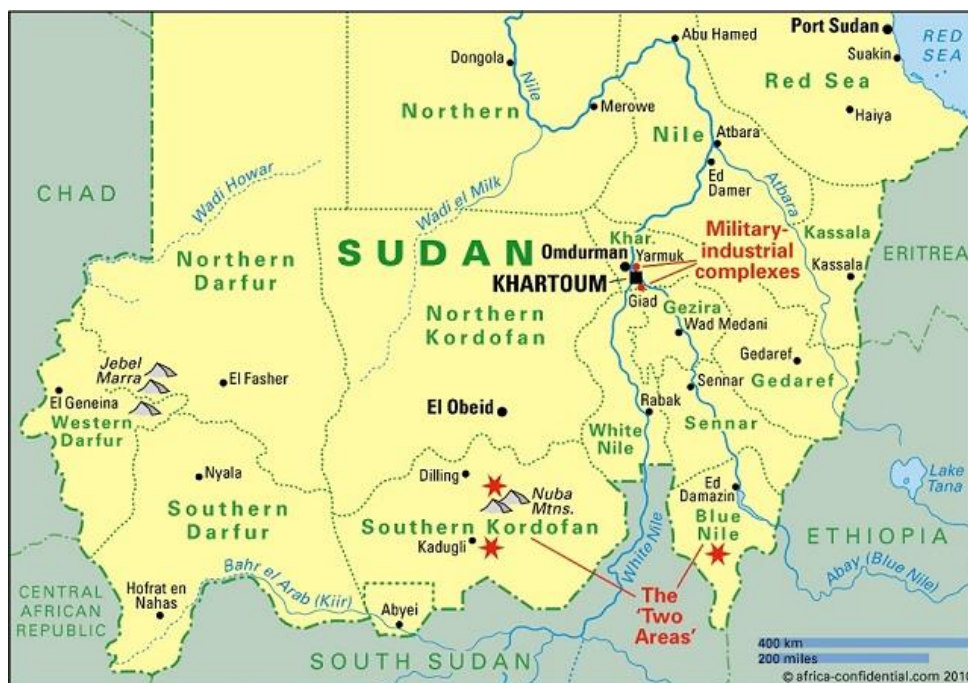 Port Sudan
RED
SEA
Suakin
Abu Hamed
Dongola
Nile
Red Sea
Northern
Merowe
Haiya
Nile
Atbara
Ed
Damer
CHAD
Wadi Howar
Wadi el Milk
Atbara
Khar.
Military-
industrial
complexes
Kassala
ERITREA
SUDAN
Omdurman
Yarmuk
Northern
Darfur
KHARTOUM
Kassala
Giad
Northern
Kordofan
Gezira
Wad Medani
Jebel
Marra
El Fasher
Gedaref
Gedaref
El Geneina
Western
Darfur
El Obeid
Rabak
Sennar
White
Nile
Sennar
Nyala
Dilling
Nuba
Mtns.
Ed
Damazin
Lake
Tana
Southern
Darfur
Southern Kordofan
Blue
Nile
Kadugli
White Nile
ETHIOPIA
Bahr el Arab (Kiir)
Abay (Blue Nile)
CENTRAL
AFRICAN
REPUBLIC
Hofrat en
Nahas
Abyei
The
'Two
Areas'
SOUTH SUDAN
400 km
200 miles
© africa-confidential.com 2016